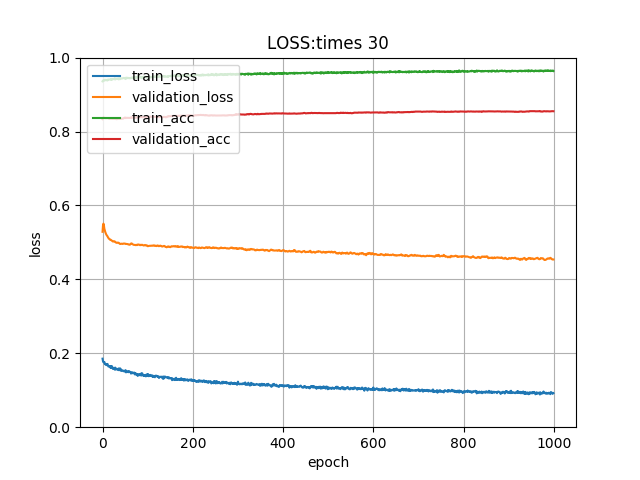 LOSS:times 30
1.0
0.8
0.6
0.4
0.2
0.0
loss
train_loss
validation_loss
train_acc
validation_acc
0 200 400 600 800 1000
epoch